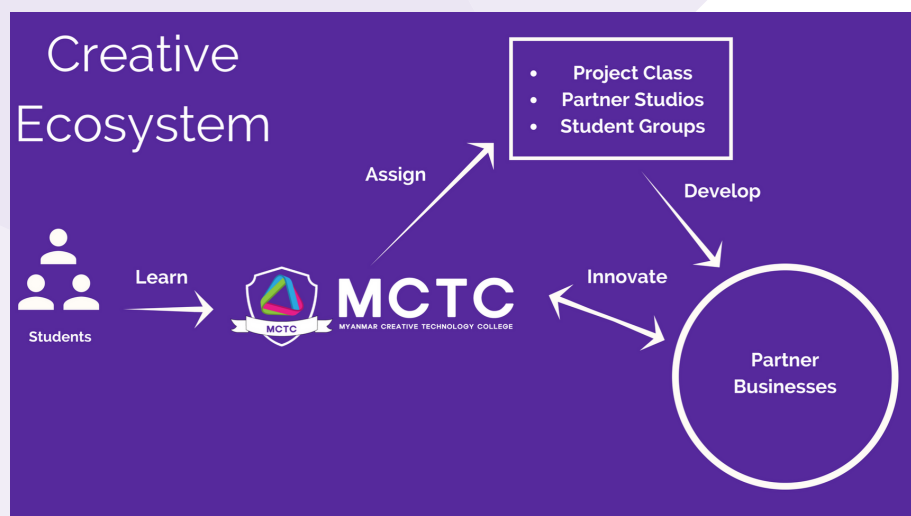 Creative
Ecosystem
• Project Class
• Partner Studios
• Student Groups
Assign
Develop
Learn
Innovate
Students
MCTC
MCTC
MYANMAR CREATIVE TECHNOLOGY COLLEGE
Partner
Businesses